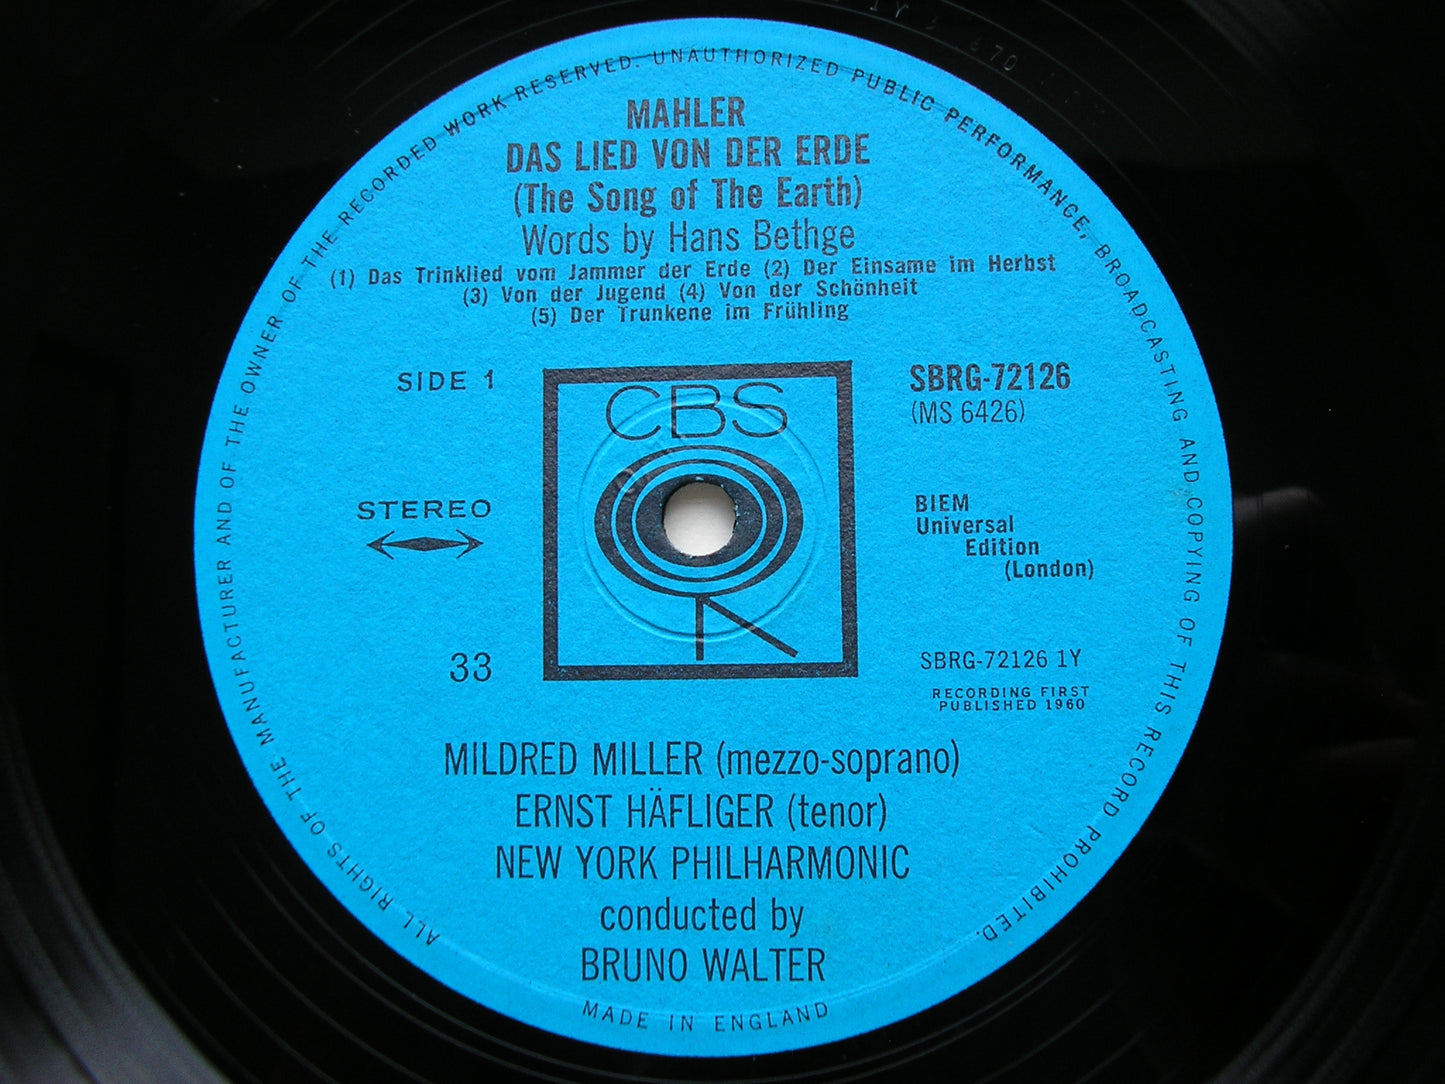 MAHLER
DAS LIED VON DER ERDE
(The Song of The Earth)
Words by Hans Bethge
(1) Das Trinklied vom Jammer der Erde (2) Der Einsame im Herbst
(3) Von der Jugend (4) Von der Schönheit
(5) Der Trunkene im Frühling
SIDE 1
CBS
SBRG-72126
(MS 6426)
STEREO
BIEM
Universal
Edition
(London)
33
SBRG-72126 1Y
RECORDING FIRST
PUBLISHED 1960
MILDRED MILLER (mezzo-soprano)
ERNST HÄFLIGER (tenor)
NEW YORK PHILHARMONIC
conducted by
BRUNO WALTER
MADE IN ENGLAND
ALL RIGHTS OF THE MANUFACTURER AND OF THE OWNER OF THE RECORDED WORK RESERVED. UNAUTHORIZED PUBLIC PERFORMANCE, BROADCASTING AND COPYING OF THIS RECORD PROHIBITED.